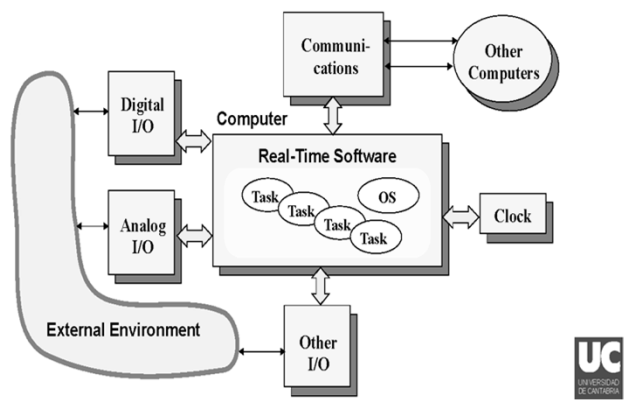 Communi-
cations
Other
Computers
Digital
I/O
Computer
Real-Time Software
Task
Task
Task
Task
OS
Analog
I/O
Clock
External Environment
Other
I/O
UC
UNIVERSIDAD
DE CANTABRIA